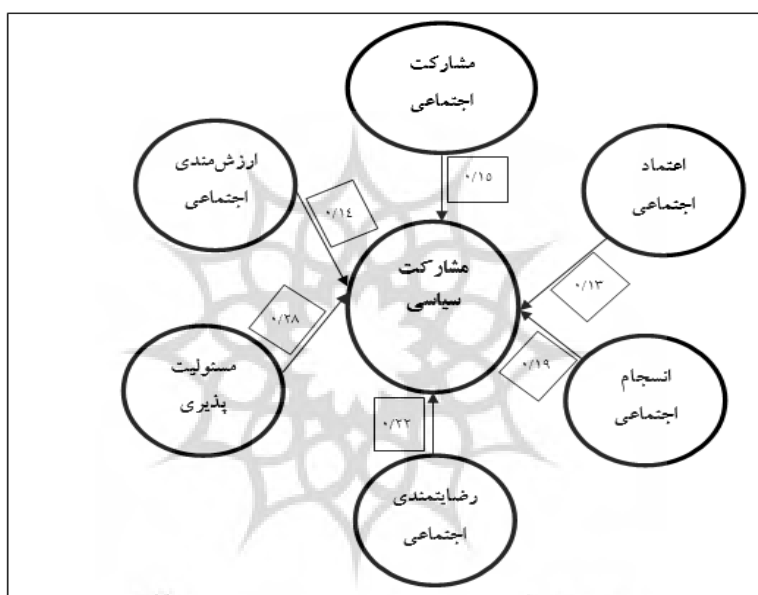 مشارکت
اجتماعی
ارزش‌مندی
اجتماعی
اعتماد
اجتماعی
۰/۱۵
۰/۱۴
مشارکت
سیاسی
۰/۱۳
۰/۲۸
مسئولیت
پذیری
۰/۱۹
انسجام
اجتماعی
۰/۲۲
رضایتمندی
اجتماعی